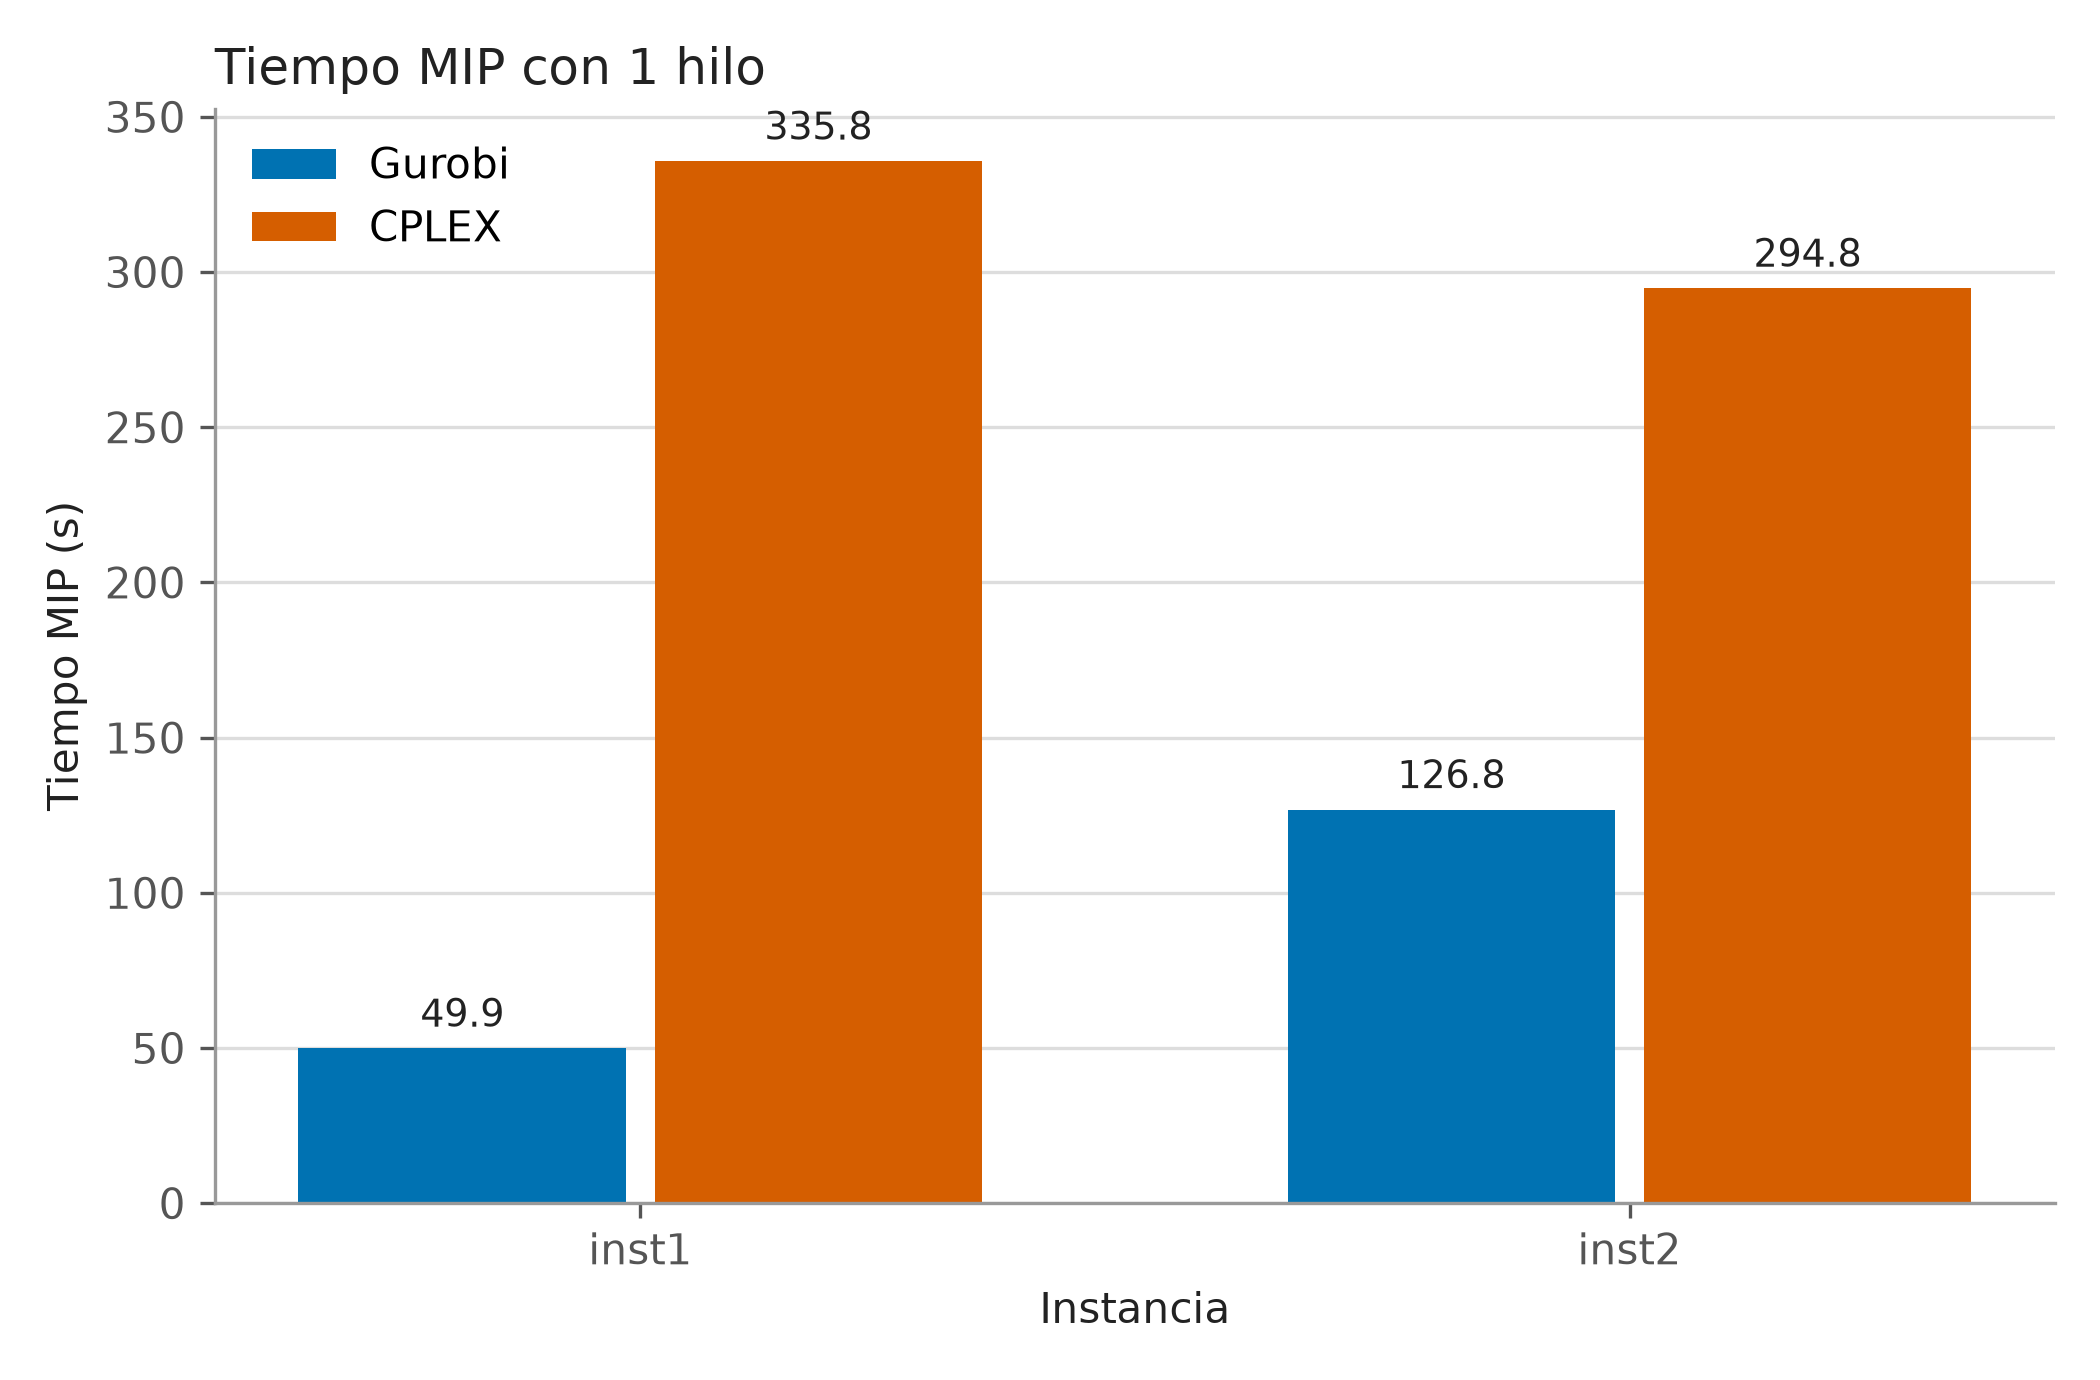 Tiempo MIP con 1 hilo
Gurobi
CPLEX
Tiempo MIP (s)
350
300
250
200
150
100
50
0
335.8
294.8
126.8
49.9
inst1
inst2
Instancia